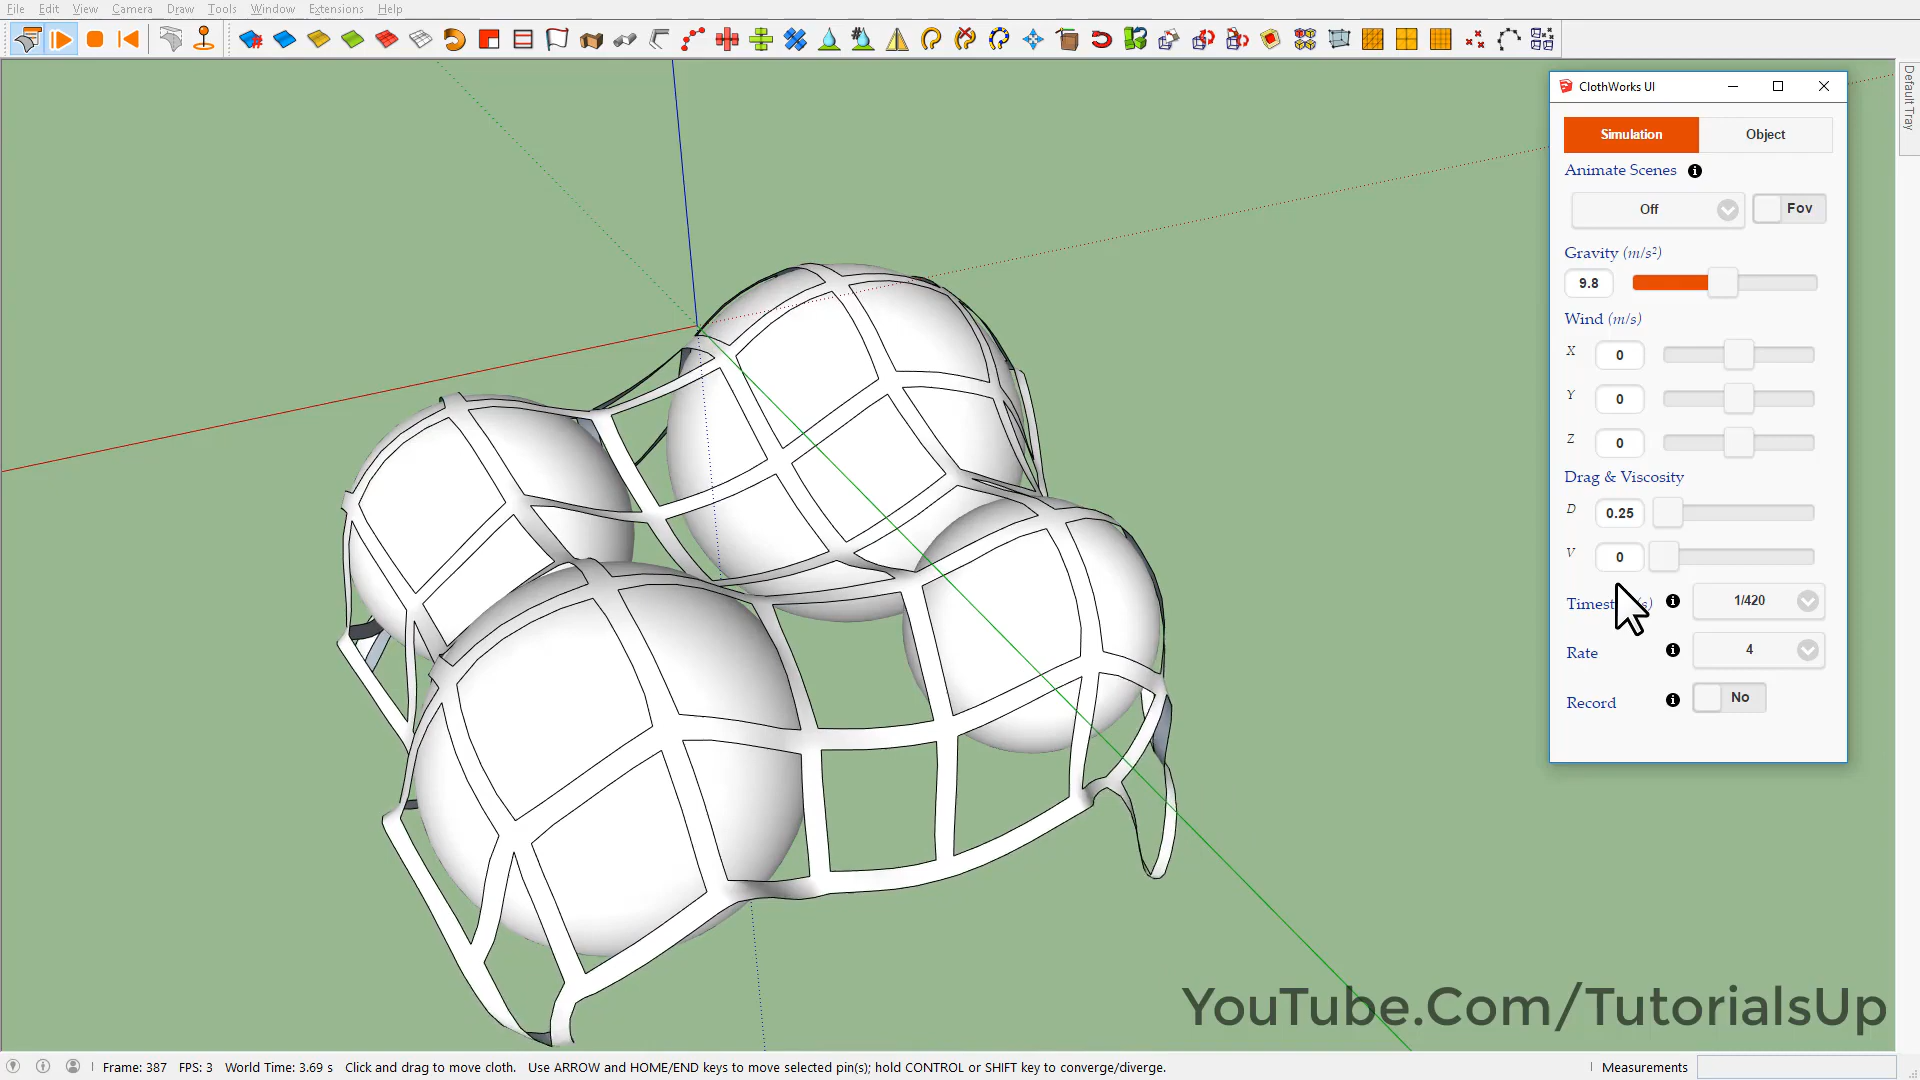 File Edit View Camera Draw Tools Window Extensions Help
Default Tray
ClothWorks UI
Simulation Object
Animate Scenes
Off Fov
Gravity (m/s²)
9.8
Wind (m/s)
X 0
Y 0
Z 0
Drag & Viscosity
D 0.25
V 0
1/420
Rate 4
Record No
YouTube.Com/TutorialsUp
Frame: 387 FPS: 3 World Time: 3.69 s Click and drag to move cloth. Use ARROW and HOME/END keys to move selected pin(s); hold CONTROL or SHIFT key to converge/diverge. Measurements